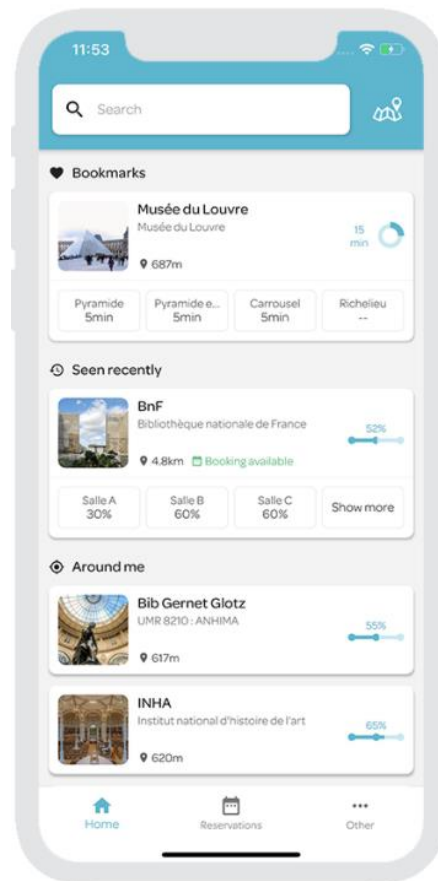 11:53
Search
Bookmarks
Musée du Louvre
Musée du Louvre
15
min
687m
Pyramide
5min
Pyramide e...
5min
Carrousel
5min
Richelieu
--
Seen recently
BnF
Bibliothèque nationale de France
52%
4.8km Booking available
Salle A
30%
Salle B
60%
Salle C
60%
Show more
Around me
Bib Gernet Glotz
UMR 8210 : ANHIMA
55%
617m
INHA
Institut national d'histoire de l'art
65%
620m
Home
Reservations
Other